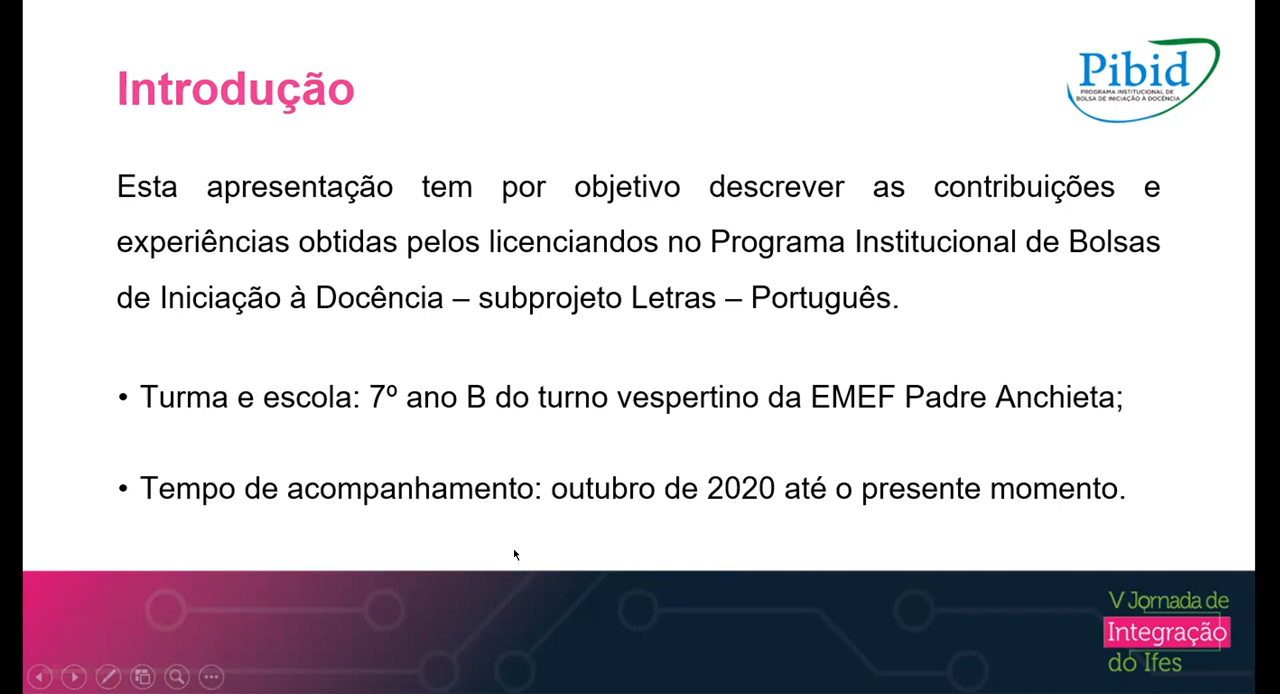 Introdução
Pibid
PROGRAMA INSTITUCIONAL DE
BOLSA DE INICIAÇÃO À DOCÊNCIA
Esta apresentação tem por objetivo descrever as contribuições e
experiências obtidas pelos licenciandos no Programa Institucional de Bolsas
de Iniciação à Docência – subprojeto Letras – Português.
• Turma e escola: 7º ano B do turno vespertino da EMEF Padre Anchieta;
• Tempo de acompanhamento: outubro de 2020 até o presente momento.
V Jornada de
Integração
do Ifes